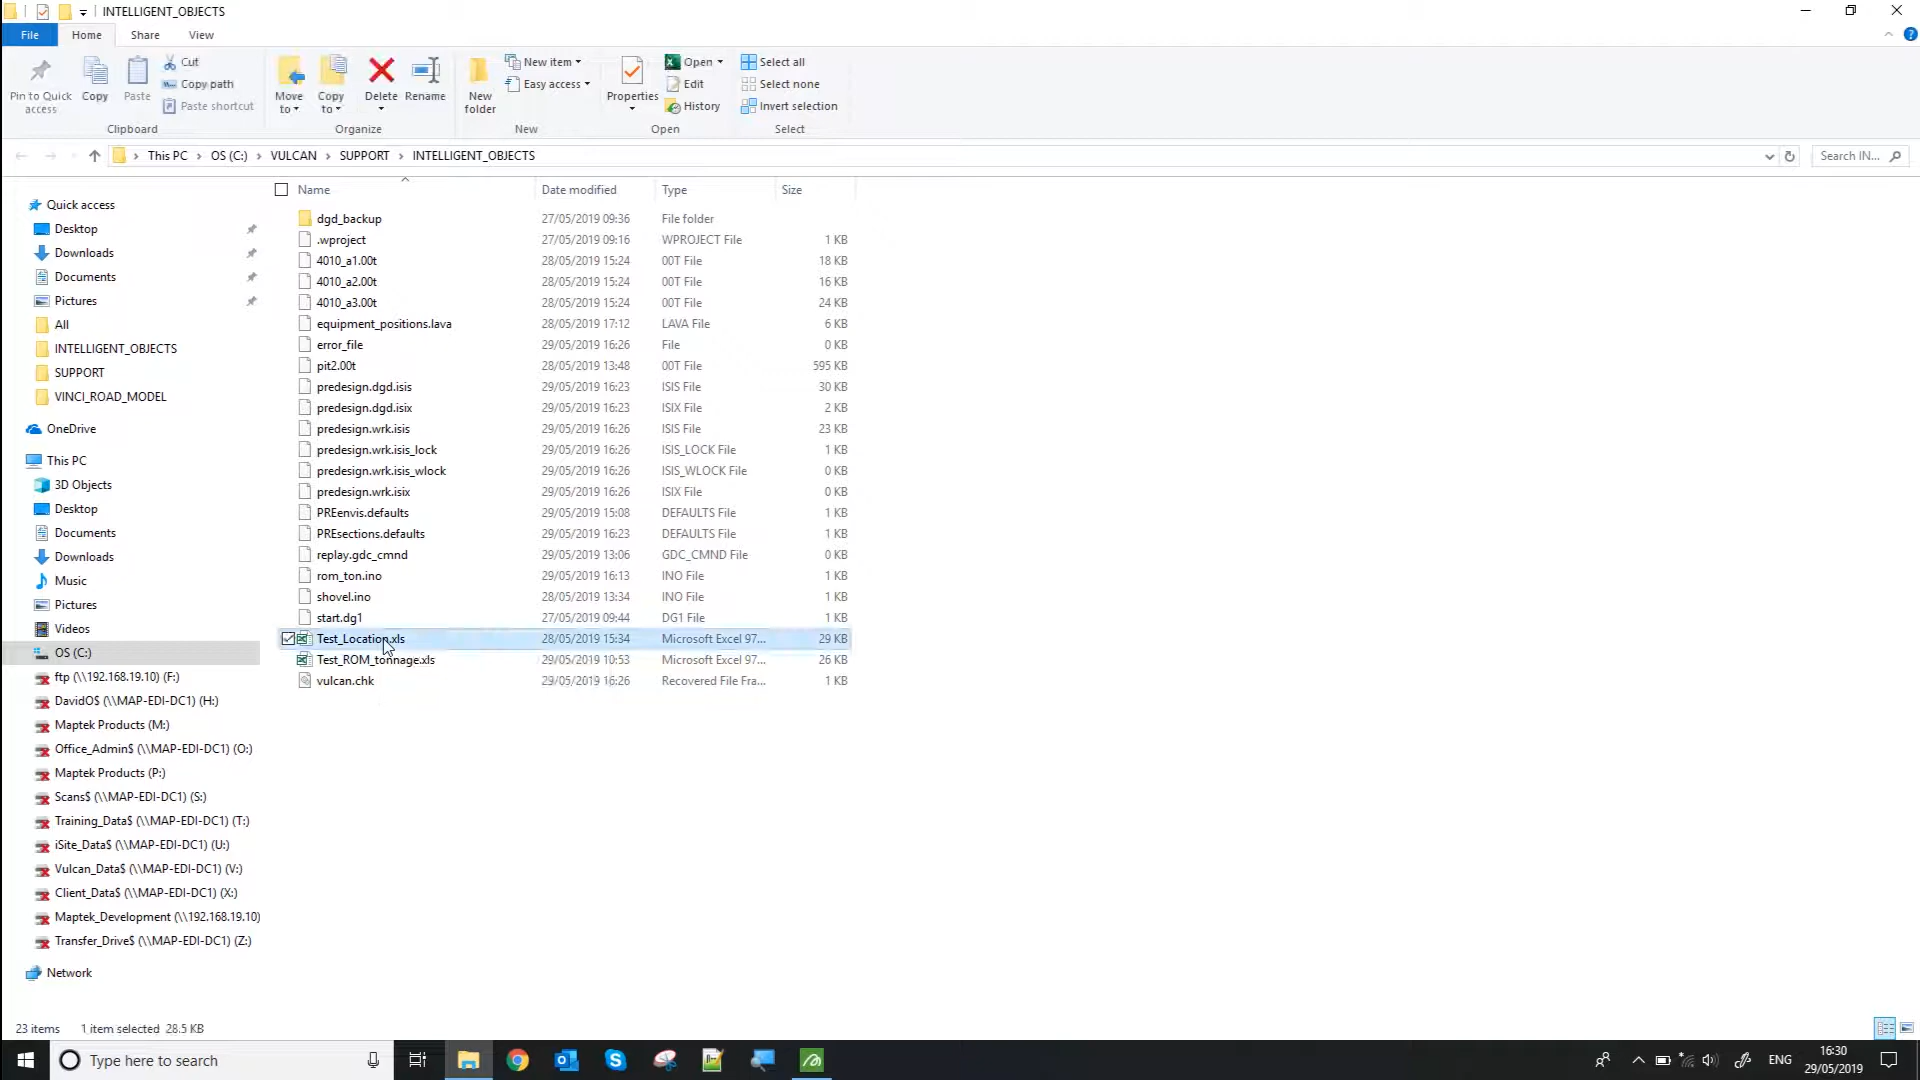 INTELLIGENT_OBJECTS
File Home Share View
Pin to Quick access
Copy
Paste
Cut
Copy path
Paste shortcut
Clipboard
Move to
Copy to
Delete
Rename
Organize
New folder
New item
Easy access
New
Properties
Open
Edit
History
Open
Select all
Select none
Invert selection
Select
This PC > OS (C:) > VULCAN > SUPPORT > INTELLIGENT_OBJECTS
Search IN...
Quick access
Desktop
Downloads
Documents
Pictures
All
INTELLIGENT_OBJECTS
SUPPORT
VINCI_ROAD_MODEL
OneDrive
This PC
3D Objects
Desktop
Documents
Downloads
Music
Pictures
Videos
OS (C:)
ftp (\\192.168.19.10) (F:)
DavidO$ (\\MAP-EDI-DC1) (H:)
Maptek Products (M:)
Office_Admin$ (\\MAP-EDI-DC1) (O:)
Maptek Products (P:)
Scans$ (\\MAP-EDI-DC1) (S:)
Training_Data$ (\\MAP-EDI-DC1) (T:)
iSite_Data$ (\\MAP-EDI-DC1) (U:)
Vulcan_Data$ (\\MAP-EDI-DC1) (V:)
Client_Data$ (\\MAP-EDI-DC1) (X:)
Maptek_Development (\\192.168.19.10)
Transfer_Drive$ (\\MAP-EDI-DC1) (Z:)
Network
Name Date modified Type Size
dgd_backup 27/05/2019 09:36 File folder
.wproject 27/05/2019 09:16 WPROJECT File 1 KB
4010_a1.00t 28/05/2019 15:24 00T File 18 KB
4010_a2.00t 28/05/2019 15:24 00T File 16 KB
4010_a3.00t 28/05/2019 15:24 00T File 24 KB
equipment_positions.lava 28/05/2019 17:12 LAVA File 6 KB
error_file 29/05/2019 16:26 File 0 KB
pit2.00t 28/05/2019 13:48 00T File 595 KB
predesign.dgd.isis 29/05/2019 16:23 ISIS File 30 KB
predesign.dgd.isix 29/05/2019 16:23 ISIX File 2 KB
predesign.wrk.isis 29/05/2019 16:26 ISIS File 23 KB
predesign.wrk.isis_lock 29/05/2019 16:26 ISIS_LOCK File 1 KB
predesign.wrk.isis_wlock 29/05/2019 16:26 ISIS_WLOCK File 0 KB
predesign.wrk.isix 29/05/2019 16:26 ISIX File 0 KB
PREenvis.defaults 29/05/2019 15:08 DEFAULTS File 1 KB
PREsections.defaults 29/05/2019 16:23 DEFAULTS File 1 KB
replay.gdc_cmnd 29/05/2019 13:06 GDC_CMND File 0 KB
rom_ton.ino 29/05/2019 16:13 INO File 1 KB
shovel.ino 28/05/2019 13:34 INO File 1 KB
start.dg1 27/05/2019 09:44 DG1 File 1 KB
Test_Location.xls 28/05/2019 15:34 Microsoft Excel 97... 29 KB
Test_ROM_tonnage.xls 29/05/2019 10:53 Microsoft Excel 97... 26 KB
vulcan.chk 29/05/2019 16:26 Recovered File Fra... 1 KB
23 items 1 item selected 28.5 KB
Type here to search
ENG
16:30
29/05/2019